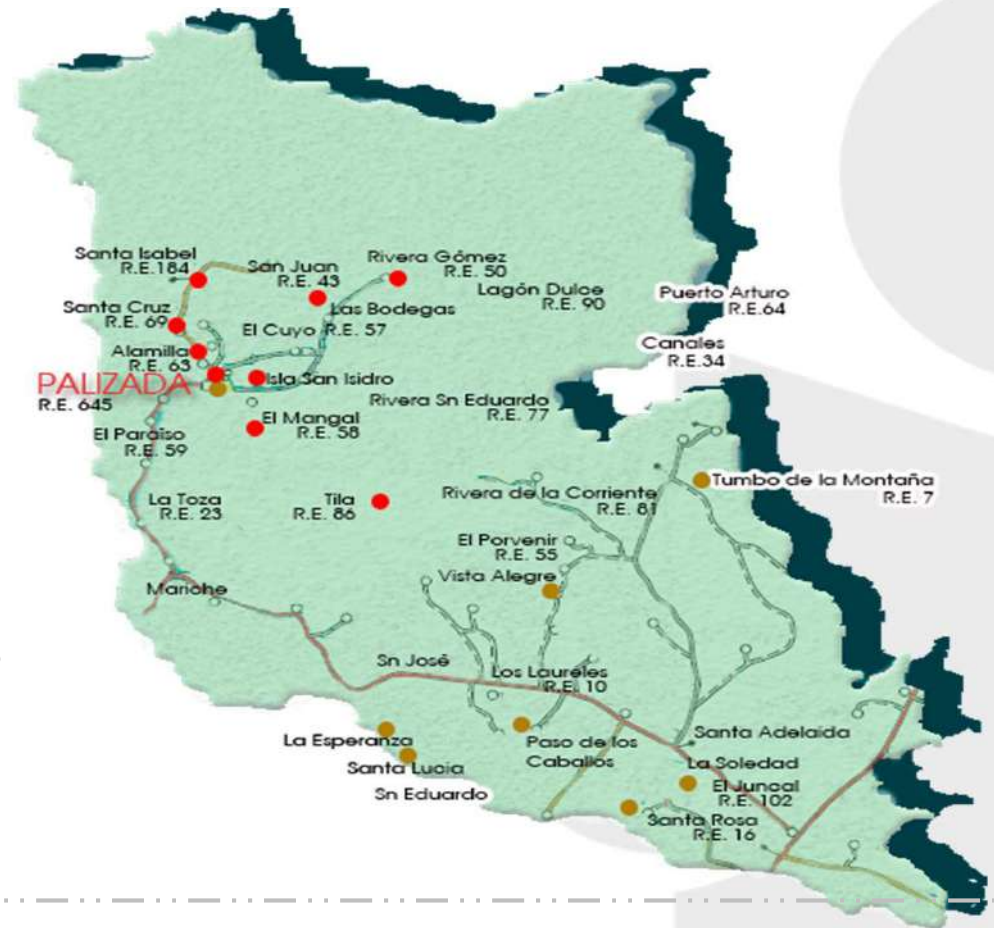 Santa Isabel
R.E.184
San Juan
R.E. 43
Rivera Gómez
R.E. 50
Lagón Dulce
R.E. 90
Puerto Arturo
R.E.64
Santa Cruz
R.E. 69
Las Bodegas
El Cuyo R.E. 57
Canales
R.E.34
Alamilla
R.E. 63
PALIZADA
R.E. 645
Isla San Isidro
Rivera Sn Eduardo
R.E. 77
El Mangal
R.E. 58
El Paraíso
R.E. 59
La Toza
R.E. 23
Tila
R.E. 86
Rivera de la Corriente
R.E. 81
Tumbo de la Montaña
R.E. 7
El Porvenir
R.E. 55
Vista Alegre
Mariche
Sn José
Los Laureles
R.E. 10
La Esperanza
Santa Lucia
Sn Eduardo
Paso de los
Caballos
Santa Adelaida
La Soledad
El Juncal
R.E. 102
Santa Rosa
R.E. 16